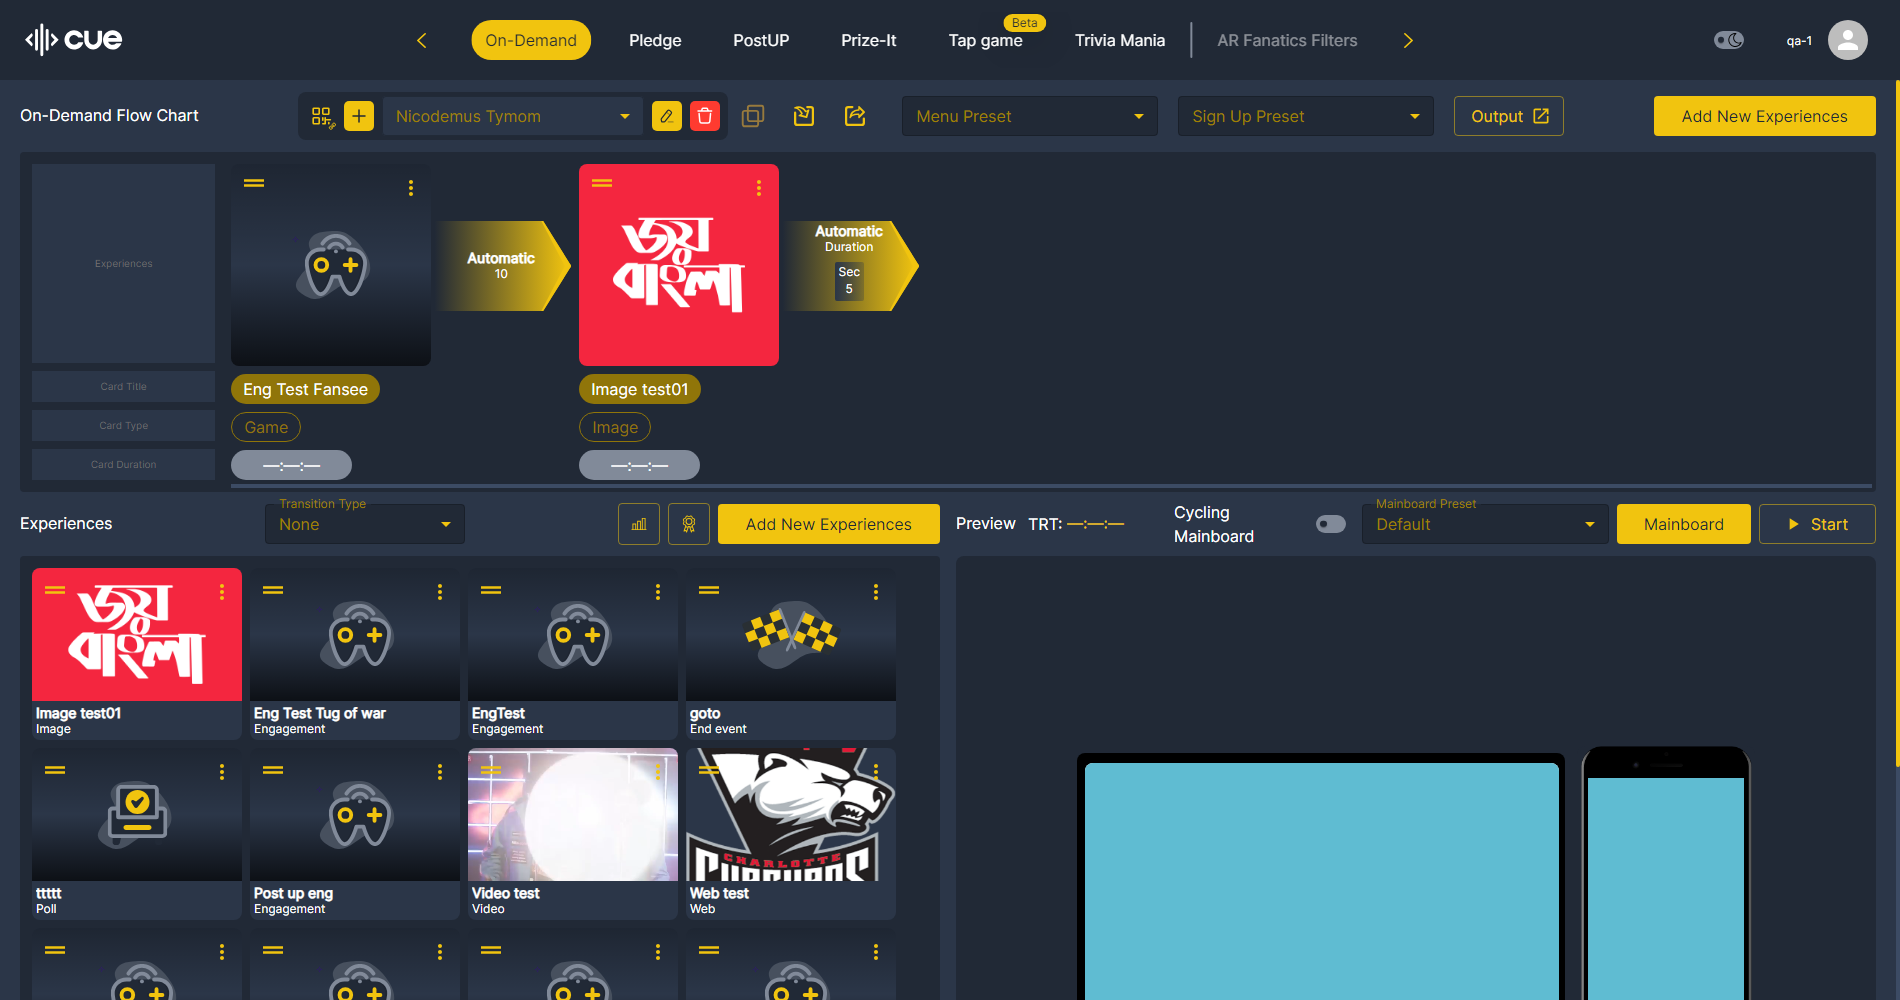 cue
On-Demand
Pledge
PostUP
Prize-It
Beta
Tap game
Trivia Mania
AR Fanatics Filters
qa-1
On-Demand Flow Chart
Nicodemus Tymom
Menu Preset
Sign Up Preset
Output
Add New Experiences
Experiences
Automatic
10
জয়
বাংলা
Automatic
Duration
Sec
5
Card Title
Eng Test Fansee
Image test01
Card Type
Game
Image
Card Duration
—:—:—
—:—:—
Experiences
Transition Type
None
Add New Experiences
Preview
TRT: —:—:—
Cycling
Mainboard
Mainboard Preset
Default
Mainboard
Start
জয়
বাংলা
Image test01
Image
Eng Test Tug of war
Engagement
EngTest
Engagement
goto
End event
ttttt
Poll
Post up eng
Engagement
Video test
Video
CHARLOTTE
Web test
Web